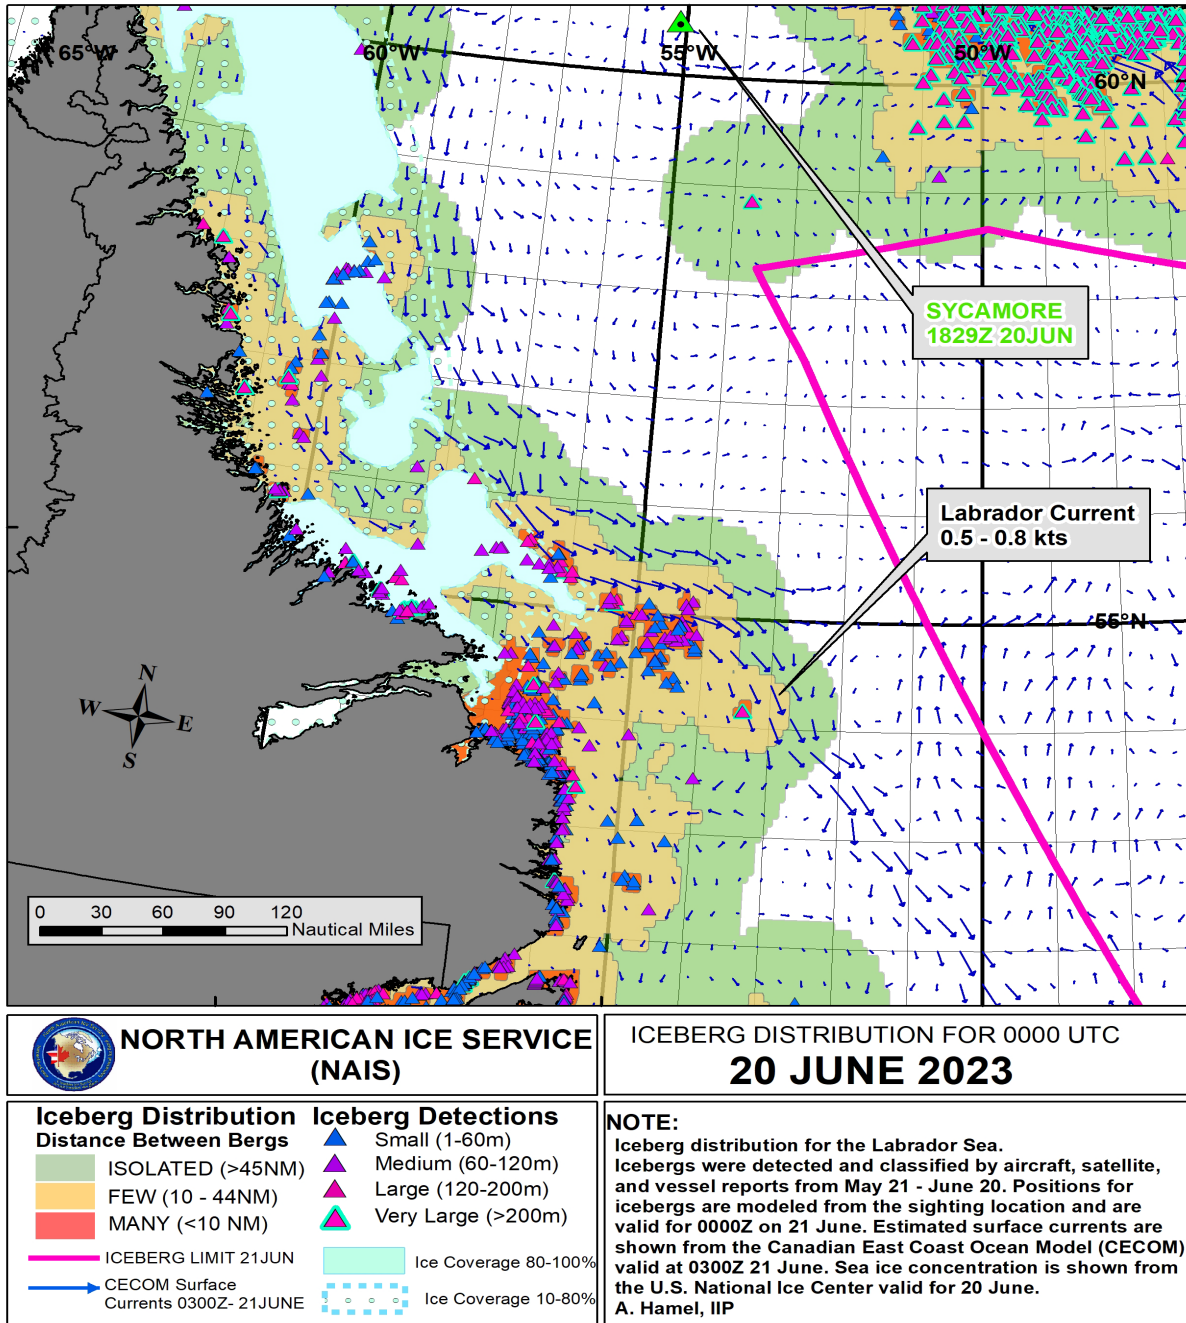 65°W
60°W
55°W
50°W
60°N
SYCAMORE
1829Z 20JUN
Labrador Current
0.5 - 0.8 kts
55°N
N
W
E
S
0 30 60 90 120
Nautical Miles
NORTH AMERICAN ICE SERVICE
(NAIS)
ICEBERG DISTRIBUTION FOR 0000 UTC
20 JUNE 2023
Iceberg Distribution
Distance Between Bergs
ISOLATED (>45NM)
FEW (10 - 44NM)
MANY (<10 NM)
ICEBERG LIMIT 21JUN
CECOM Surface
Currents 0300Z- 21JUNE
Iceberg Detections
Small (1-60m)
Medium (60-120m)
Large (120-200m)
Very Large (>200m)
Ice Coverage 80-100%
Ice Coverage 10-80%
NOTE:
Iceberg distribution for the Labrador Sea.
Icebergs were detected and classified by aircraft, satellite,
and vessel reports from May 21 - June 20. Positions for
icebergs are modeled from the sighting location and are
valid for 0000Z on 21 June. Estimated surface currents are
shown from the Canadian East Coast Ocean Model (CECOM)
valid at 0300Z 21 June. Sea ice concentration is shown from
the U.S. National Ice Center valid for 20 June.
A. Hamel, IIP